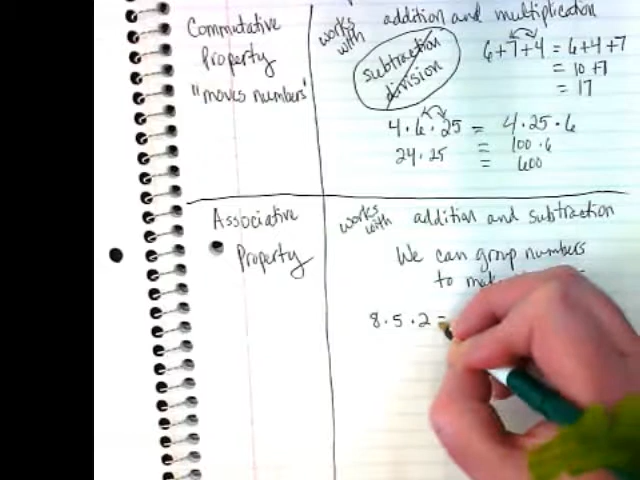 Commutative
Property
"moves numbers"
works
with
addition and multiplication
subtraction
division
6+7+4 = 6+4+7
= 10+7
= 17
4·6·25 = 4·25·6
24·25 = 100·6
= 600
Associative
Property
works
with
addition and subtraction
We can group numbers
to
8·5·2 =